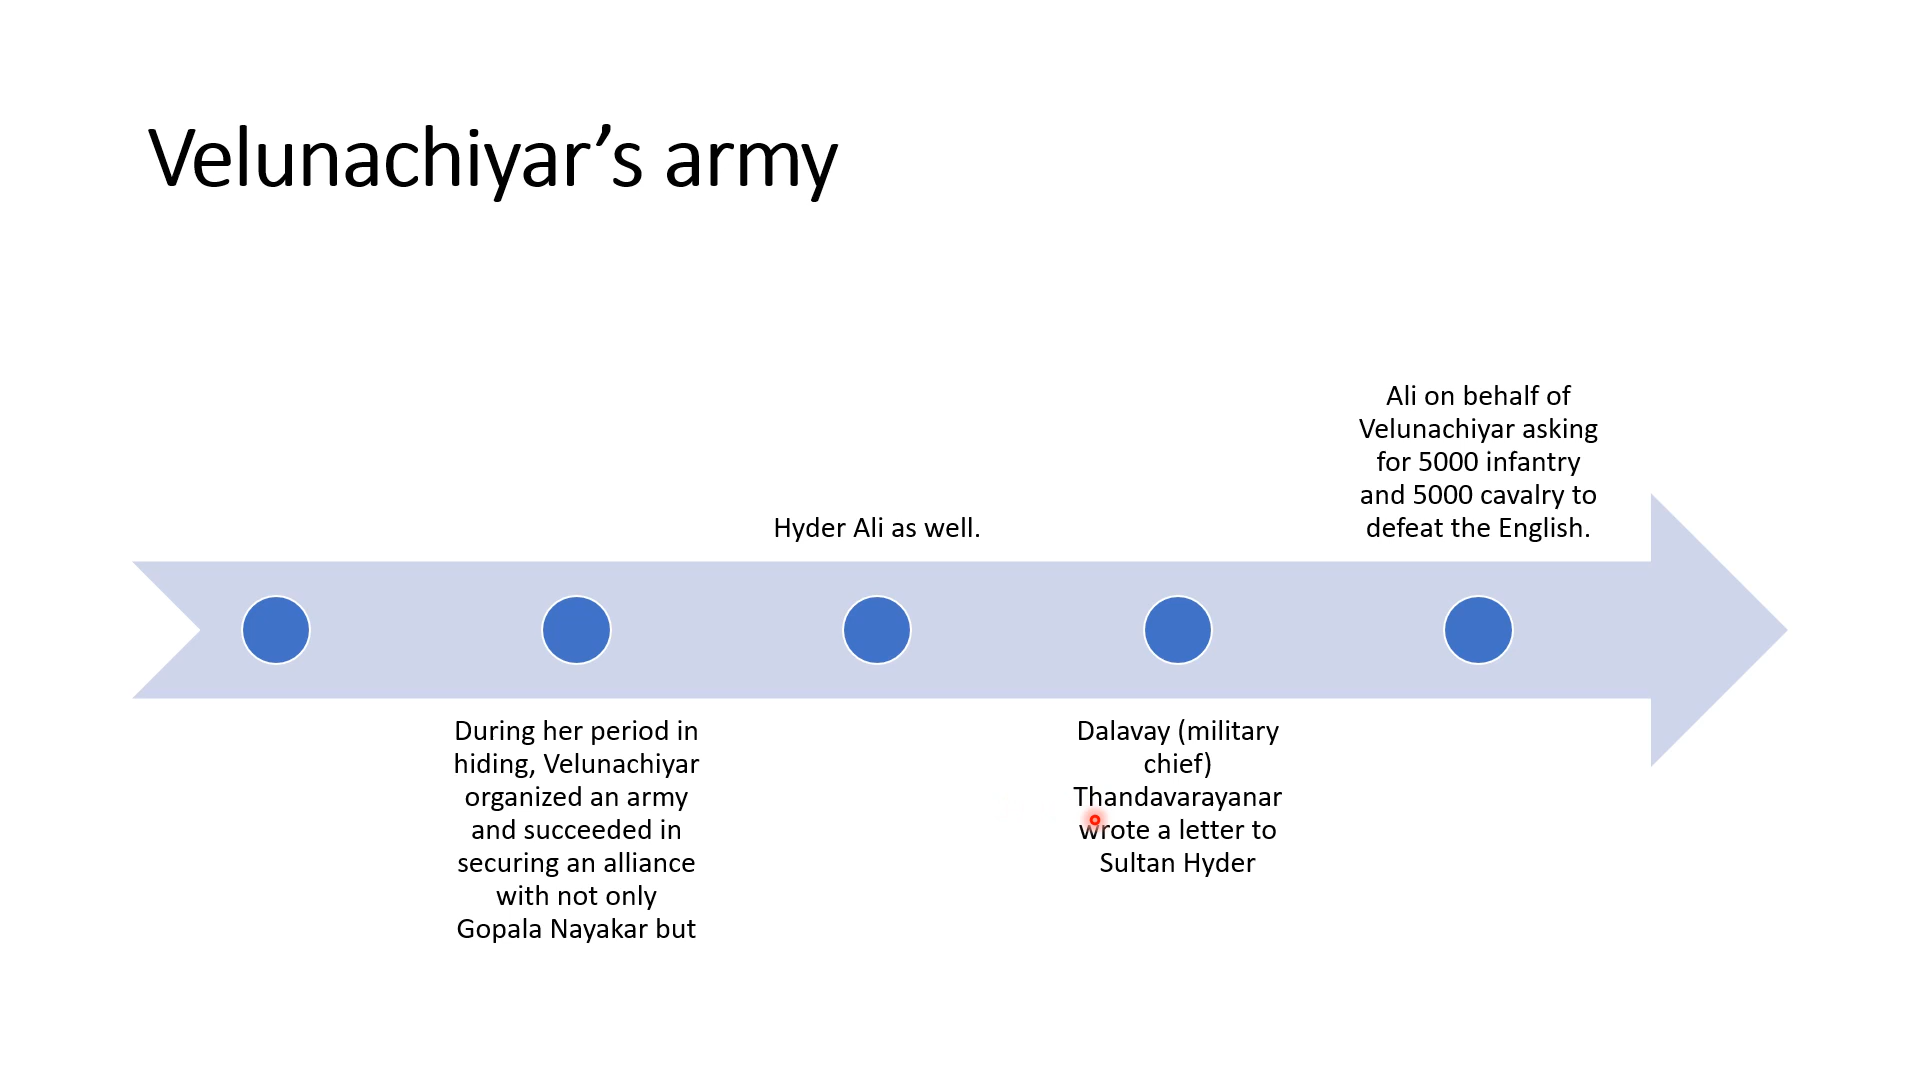 Velunachiyar’s army
During her period in
hiding, Velunachiyar
organized an army
and succeeded in
securing an alliance
with not only
Gopala Nayakar but
Hyder Ali as well.
Dalavay (military
chief)
Thandavarayanar
wrote a letter to
Sultan Hyder
Ali on behalf of
Velunachiyar asking
for 5000 infantry
and 5000 cavalry to
defeat the English.